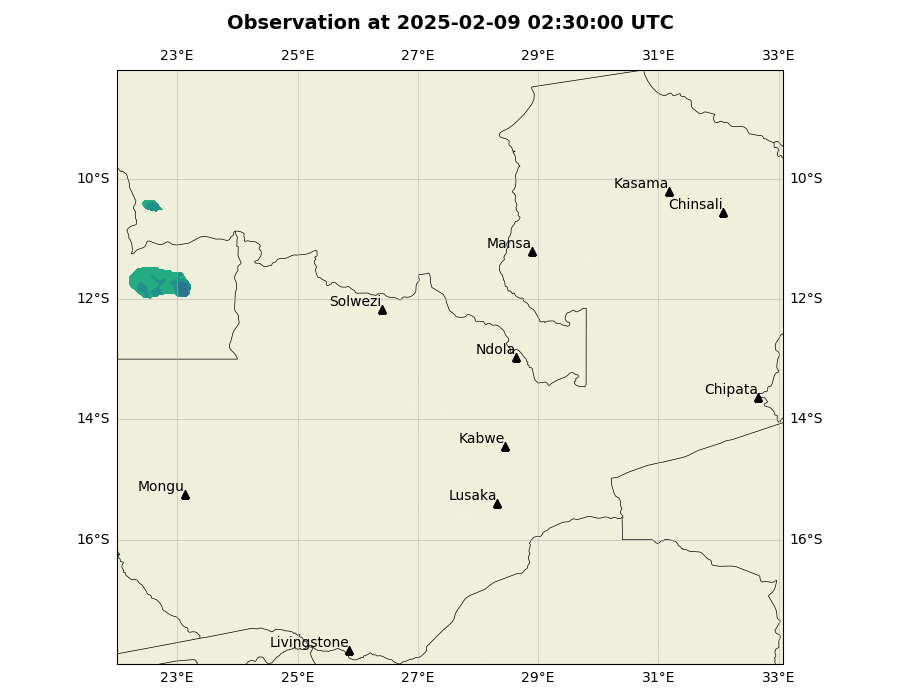 Observation at 2025-02-09 02:30:00 UTC
23°E 25°E 27°E 29°E 31°E 33°E
10°S 10°S
Kasama
Chinsali
Mansa
12°S 12°S
Solwezi
Ndola
Chipata
14°S 14°S
Kabwe
Mongu
Lusaka
16°S 16°S
Livingstone
23°E 25°E 27°E 29°E 31°E 33°E